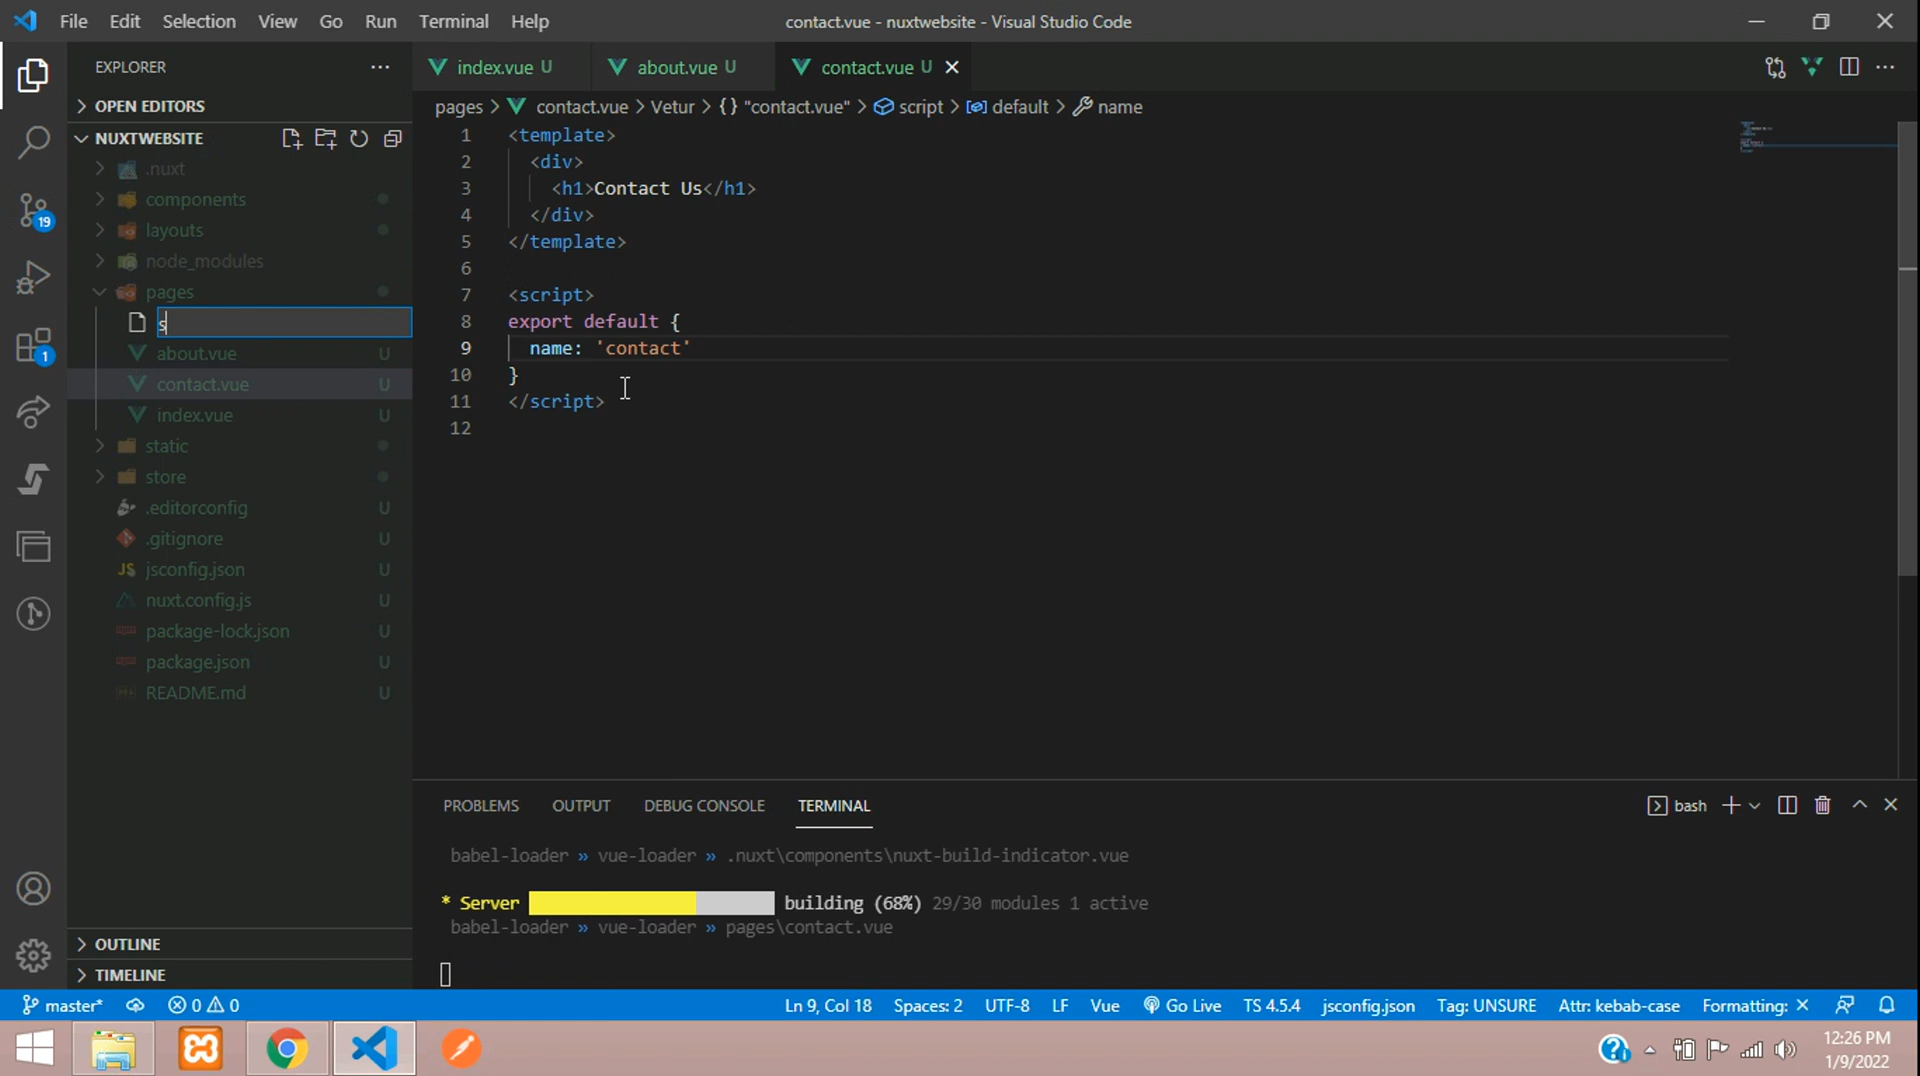 File Edit Selection View Go Run Terminal Help
contact.vue - nuxtwebsite - Visual Studio Code
EXPLORER
OPEN EDITORS
NUXTWEBSITE
.nuxt
components
layouts
node_modules
pages
s
about.vue U
contact.vue U
index.vue U
static
store
.editorconfig U
.gitignore U
JS jsconfig.json U
nuxt.config.js U
package-lock.json U
package.json U
README.md U
OUTLINE
TIMELINE
19
1
index.vue U about.vue U contact.vue U
pages > contact.vue > Vetur > {} "contact.vue" > script > default > name
1 <template>
2 <div>
3 <h1>Contact Us</h1>
4 </div>
5 </template>
6
7 <script>
8 export default {
9 name: 'contact'
10 }
11 </script>
12
PROBLEMS OUTPUT DEBUG CONSOLE TERMINAL bash
babel-loader » vue-loader » .nuxt\components\nuxt-build-indicator.vue
* Server building (68%) 29/30 modules 1 active
babel-loader » vue-loader » pages\contact.vue
master* 0 0 Ln 9, Col 18 Spaces: 2 UTF-8 LF Vue Go Live TS 4.5.4 jsconfig.json Tag: UNSURE Attr: kebab-case Formatting: ×
12:26 PM
1/9/2022